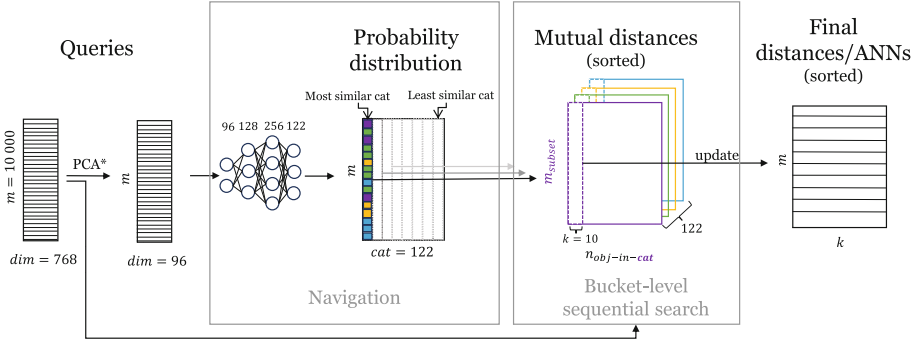 Queries
m = 10 000
dim = 768
PCA*
m
dim = 96
96 128 256 122
Navigation
Probability
distribution
Most similar cat
Least similar cat
m
cat = 122
Mutual distances
(sorted)
m_subset
k = 10
n_obj−in−cat
122
Bucket-level
sequential search
update
Final
distances/ANNs
(sorted)
m
k